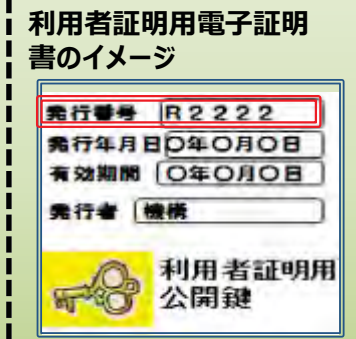 利用者証明用電子証明
書のイメージ
発行番号 R2222
発行年月日 〇年〇月〇日
有効期間 〇年〇月〇日
発行者 機構
利用者証明用
公開鍵